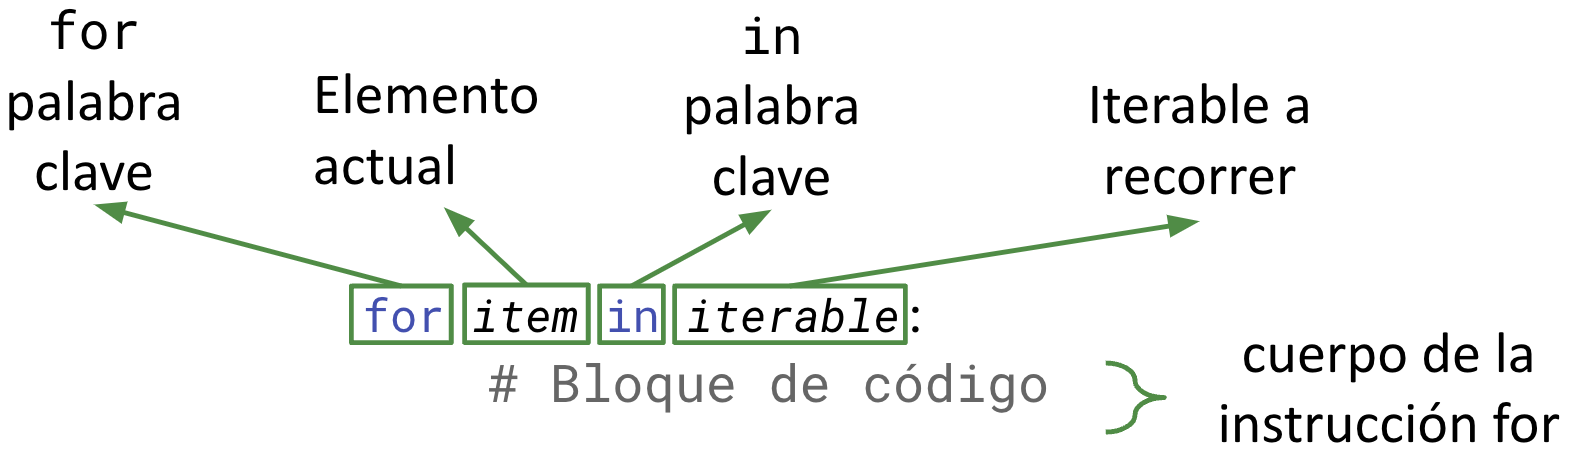 for
palabra
clave
Elemento
actual
in
palabra
clave
Iterable a
recorrer
for item in iterable:
# Bloque de código
cuerpo de la
instrucción for